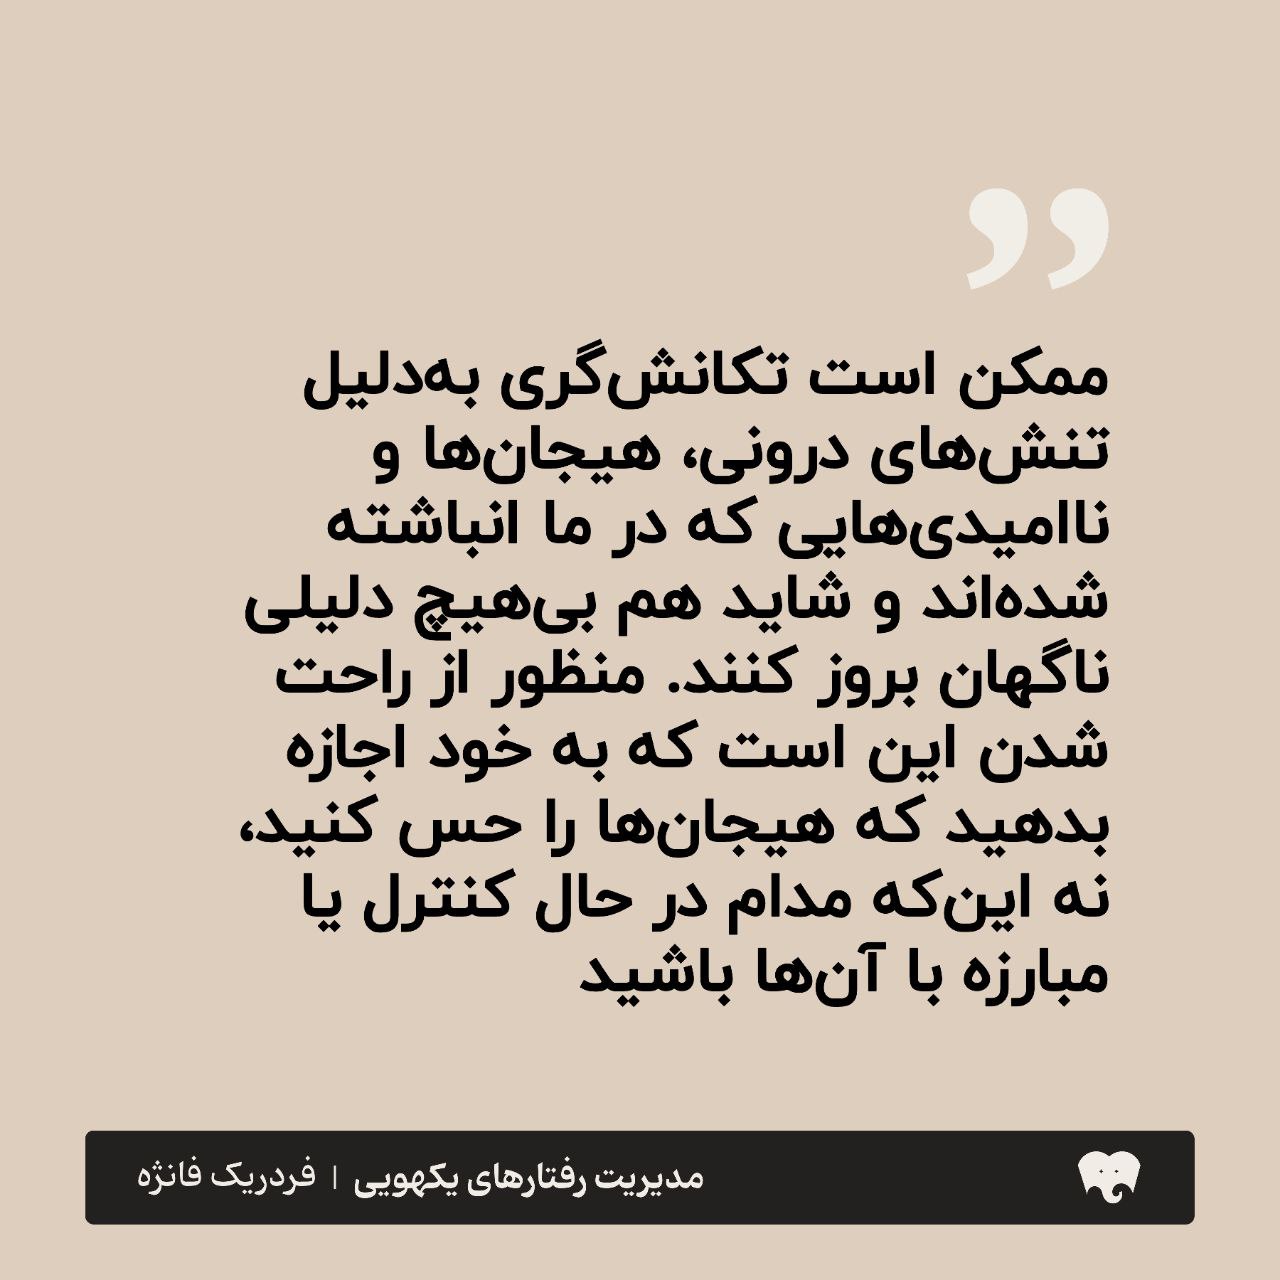 ”
ممکن است تکانش‌گری به‌دلیل
تنش‌های درونی، هیجان‌ها و
ناامیدی‌هایی که در ما انباشته
شده‌اند و شاید هم بی‌هیچ دلیلی
ناگهان بروز کنند. منظور از راحت
شدن این است که به خود اجازه
بدهید که هیجان‌ها را حس کنید،
نه این‌که مدام در حال کنترل یا
مبارزه با آن‌ها باشید
مدیریت رفتارهای یکهویی | فردریک فانژه